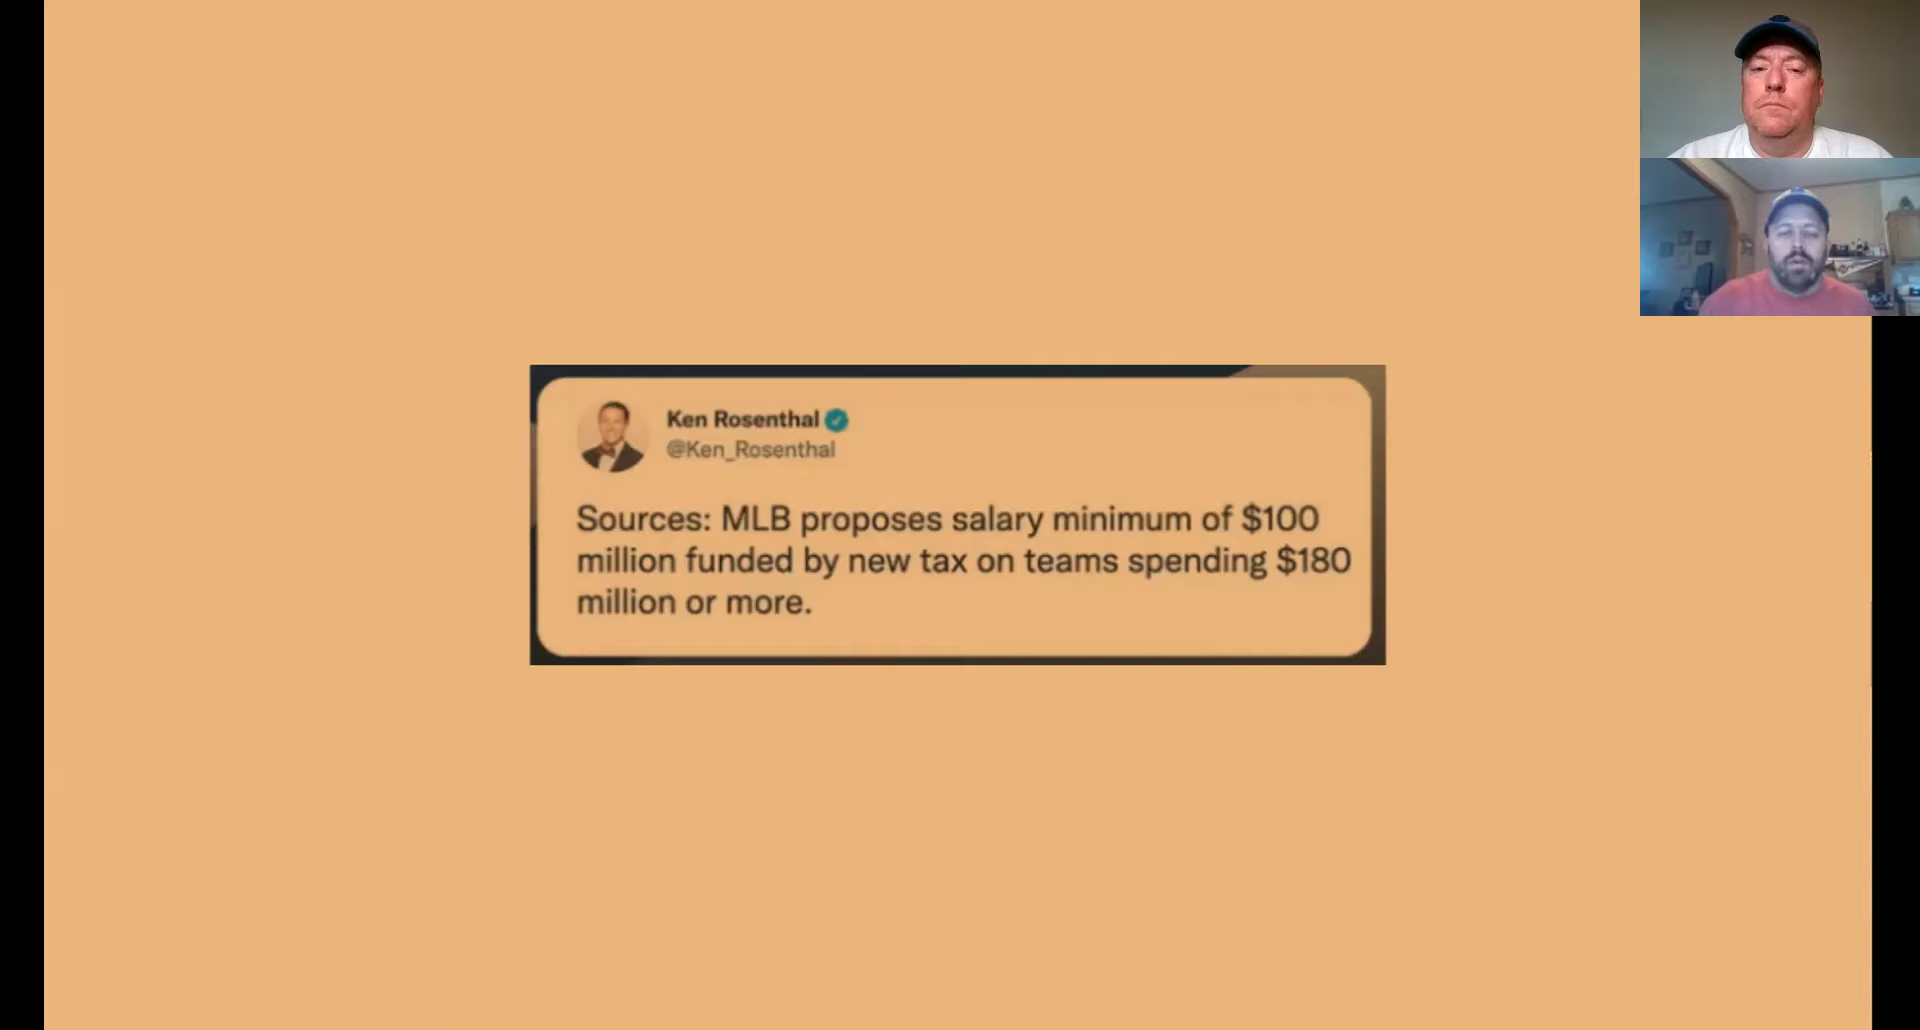 Ken Rosenthal
@Ken_Rosenthal
Sources: MLB proposes salary minimum of $100
million funded by new tax on teams spending $180
million or more.